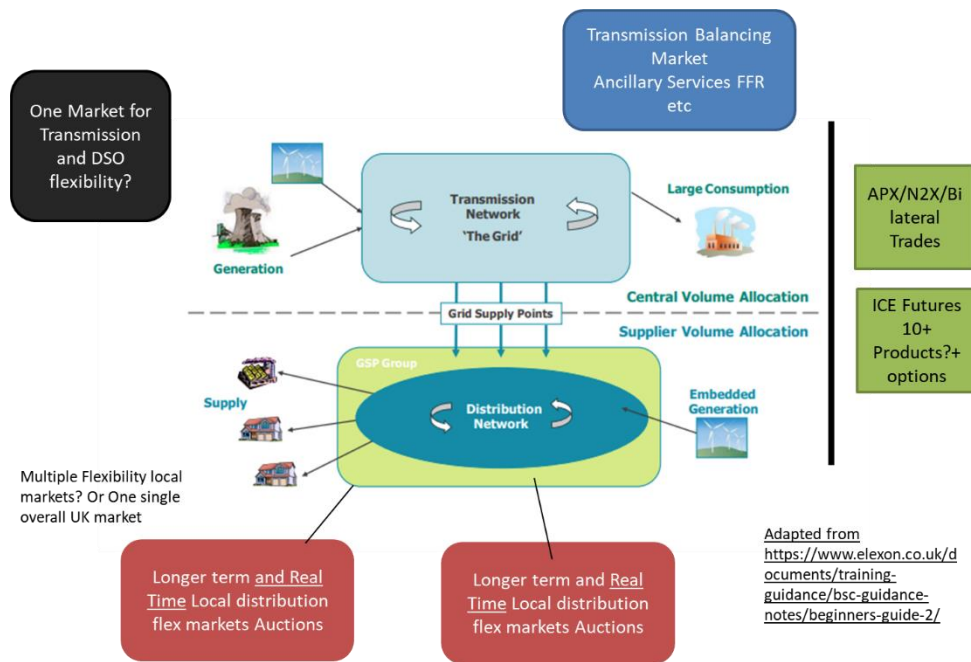 Transmission Balancing
Market
Ancillary Services FFR
etc
One Market for
Transmission
and DSO
flexibility?
Transmission
Network
'The Grid'
Large Consumption
Generation
APX/N2X/Bi
lateral
Trades
Central Volume Allocation
Grid Supply Points
Supplier Volume Allocation
ICE Futures
10+
Products?+
options
GSP Group
Supply
Distribution
Network
Embedded
Generation
Multiple Flexibility local
markets? Or One single
overall UK market
Longer term and Real
Time Local distribution
flex markets Auctions
Longer term and Real
Time Local distribution
flex markets Auctions
Adapted from
https://www.elexon.co.uk/d
ocuments/training-
guidance/bsc-guidance-
notes/beginners-guide-2/